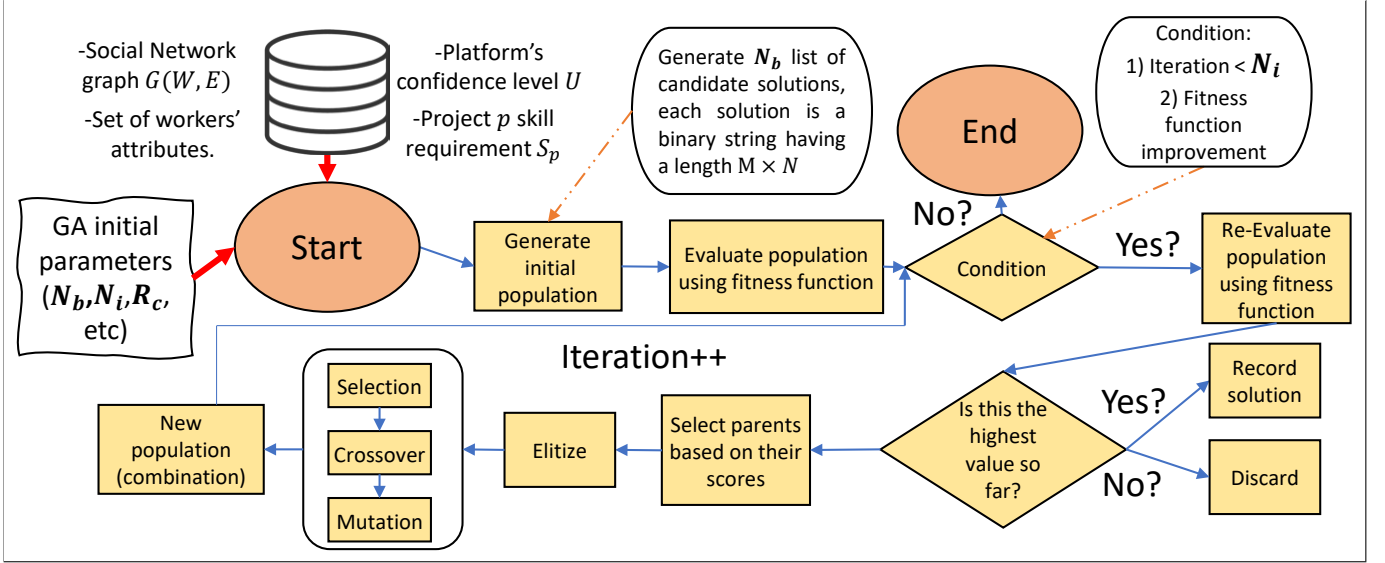 -Social Network
graph G(W, E)
-Set of workers’
attributes.
-Platform’s
confidence level U
-Project p skill
requirement Sₚ
Generate N_b list of
candidate solutions,
each solution is a
binary string having
a length M × N
End
Condition:
1) Iteration < N_i
2) Fitness
function
improvement
GA initial
parameters
(N_b,N_i,R_c,
etc)
Start
Generate
initial
population
Evaluate population
using fitness function
No?
Condition
Yes?
Re-Evaluate
population
using fitness
function
Iteration++
New
population
(combination)
Selection
Crossover
Mutation
Elitize
Select parents
based on their
scores
Is this the
highest
value so
far?
Yes?
No?
Record
solution
Discard